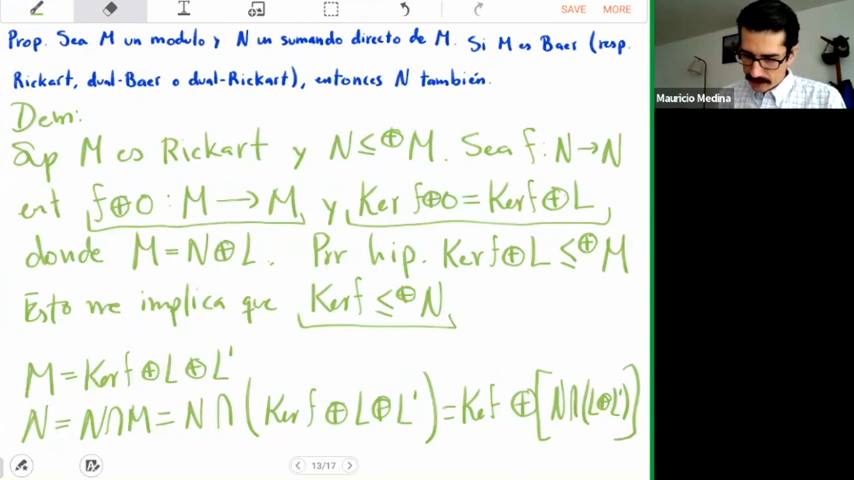 SAVE MORE
Prop. Sea M un modulo y N un sumando directo de M. Si M es Baer (resp.
Rickart, dual-Baer o dual-Rickart), entonces N también.
Dem:
Sup M es Rickart y N ≤⊕ M. Sea f: N → N
ent f⊕0 : M → M y Ker f⊕0 = Ker f ⊕ L
donde M = N ⊕ L. Por hip. Ker f ⊕ L ≤⊕ M
Esto me implica que Ker f ≤⊕ N.
M = Ker f ⊕ L ⊕ L'
N = N ∩ M = N ∩ (Ker f ⊕ L ⊕ L') = Kef ⊕ [N ∩ (L⊕L')]
13/17
Mauricio Medina